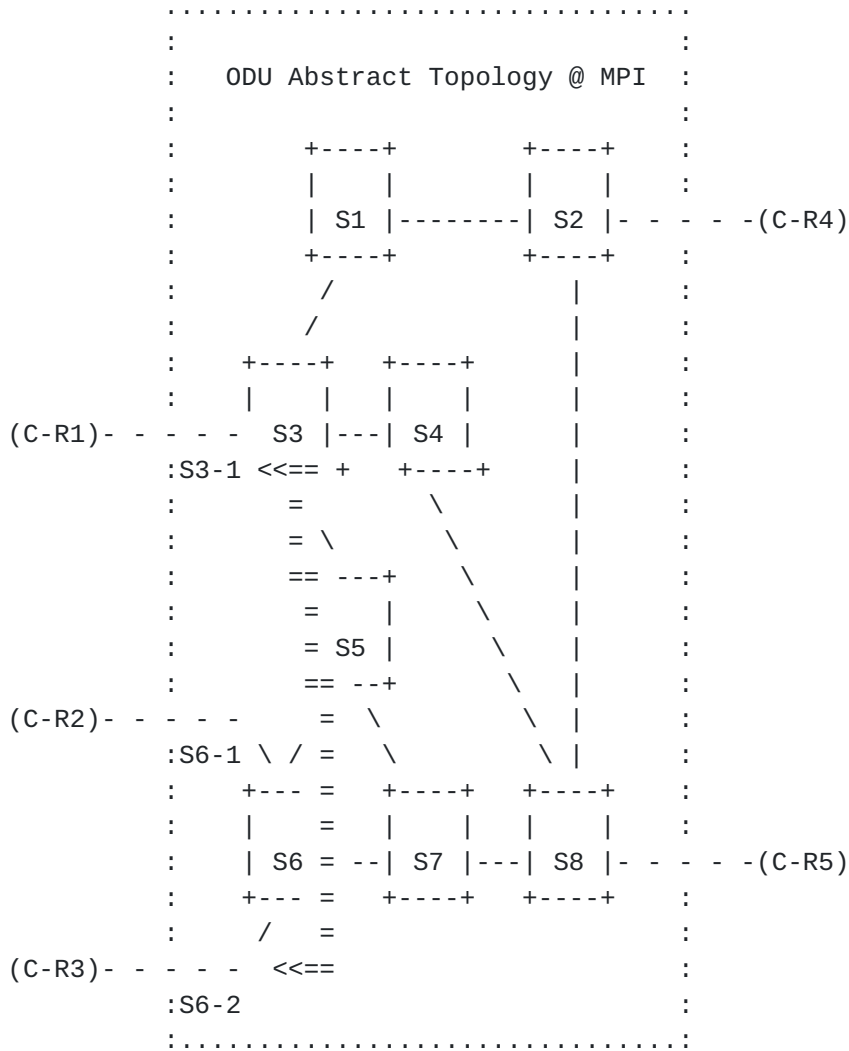 ODU Abstract Topology @ MPI
S1 S2 (C-R4)
(C-R1) S3 S4
S3-1
S5
(C-R2)
S6-1
S6 S7 S8 (C-R5)
(C-R3)
S6-2